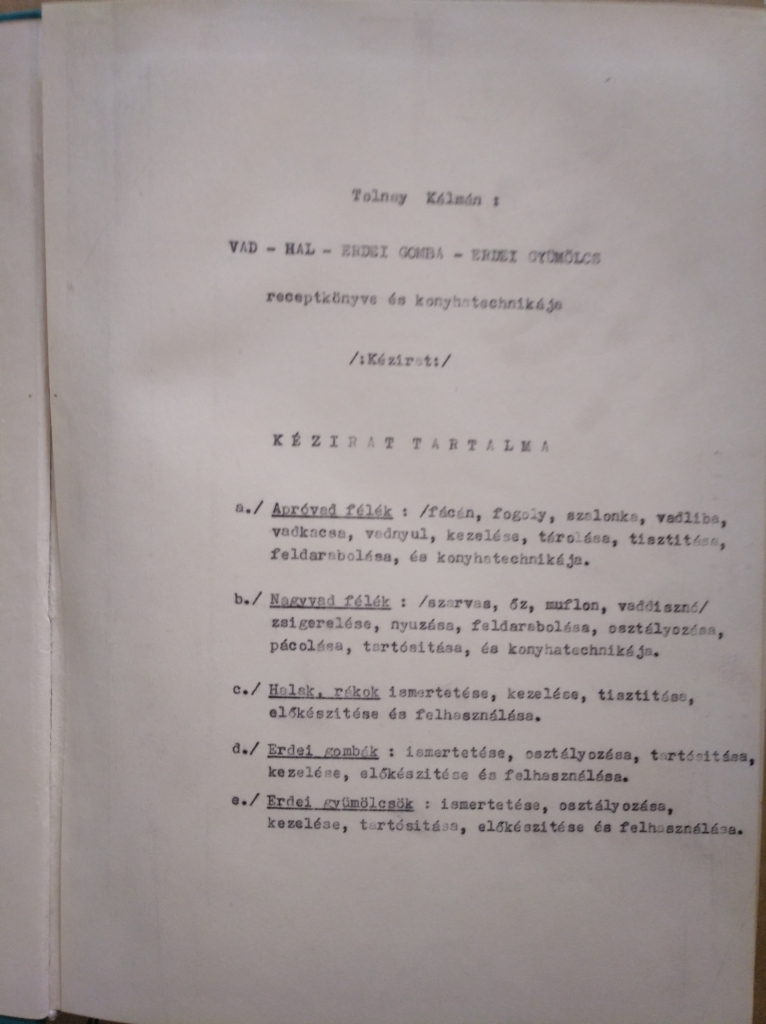 Tolnay Kálmán :
VAD - HAL - ERDEI GOMBA - ERDEI GYÜMÖLCS
receptkönyve és konyhatechnikája
/:Kézirat:/
KÉZIRAT TARTALMA
a./ Apróvad félék : /fácán, fogoly, szalonka, vadliba,
vadkacsa, vadnyul, kezelése, tárolása, tisztitása,
feldarabolása, és konyhatechnikája.
b./ Nagyvad félék : /szarvas, őz, muflon, vaddisznó/
zsigerelése, nyuzása, feldarabolása, osztályozása,
pácolása, tartósitása, és konyhatechnikája.
c./ Halak, rákok ismertetése, kezelése, tisztitása,
előkészitése és felhasználása.
d./ Erdei gombák : ismertetése, osztályozása, tartósitása,
kezelése, előkészitése és felhasználása.
e./ Erdei gyümölcsök : ismertetése, osztályozása,
kezelése, tartósitása, előkészitése és felhasználása.